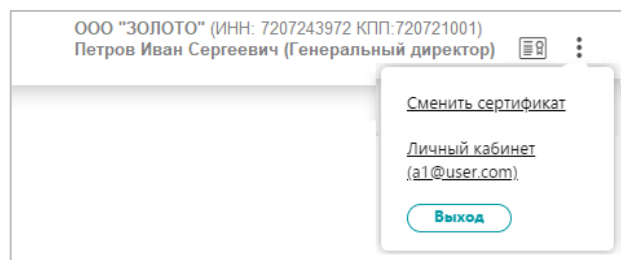 ООО "ЗОЛОТО" (ИНН: 7207243972 КПП:720721001)
Петров Иван Сергеевич (Генеральный директор)
Сменить сертификат
Личный кабинет
(a1@user.com)
Выход